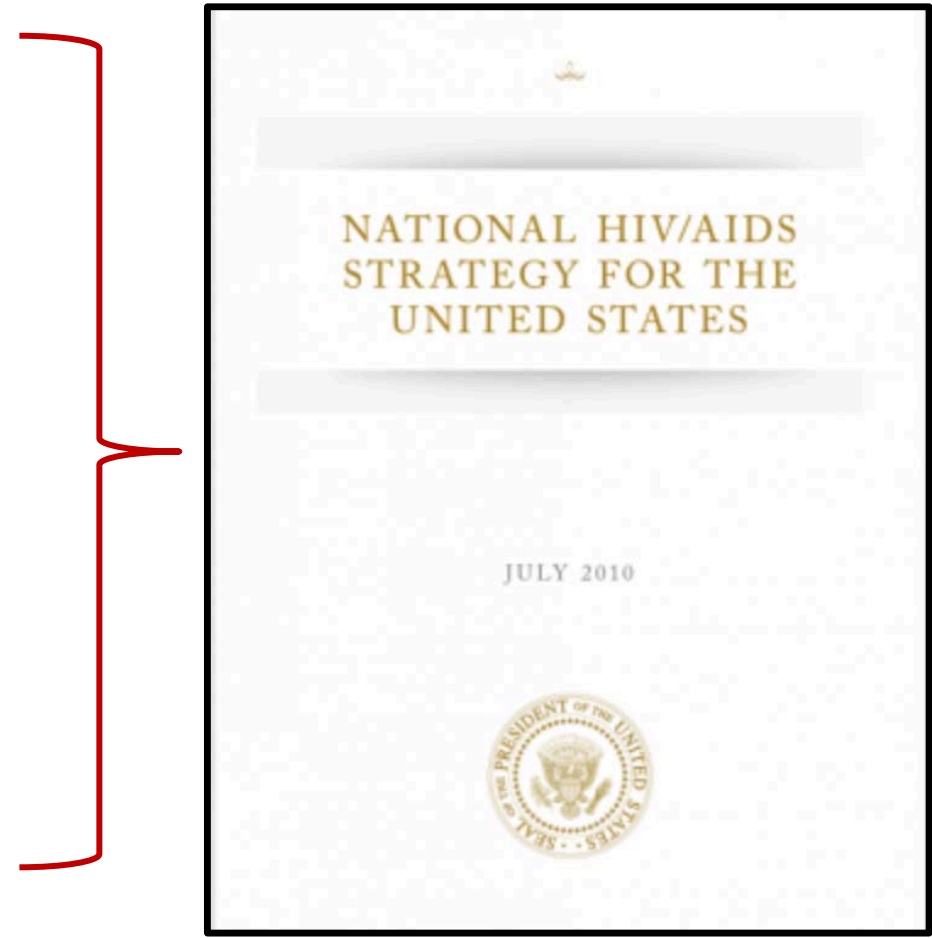 NATIONAL HIV/AIDS
STRATEGY FOR THE
UNITED STATES
JULY 2010
SEAL OF THE PRESIDENT OF THE UNITED STATES